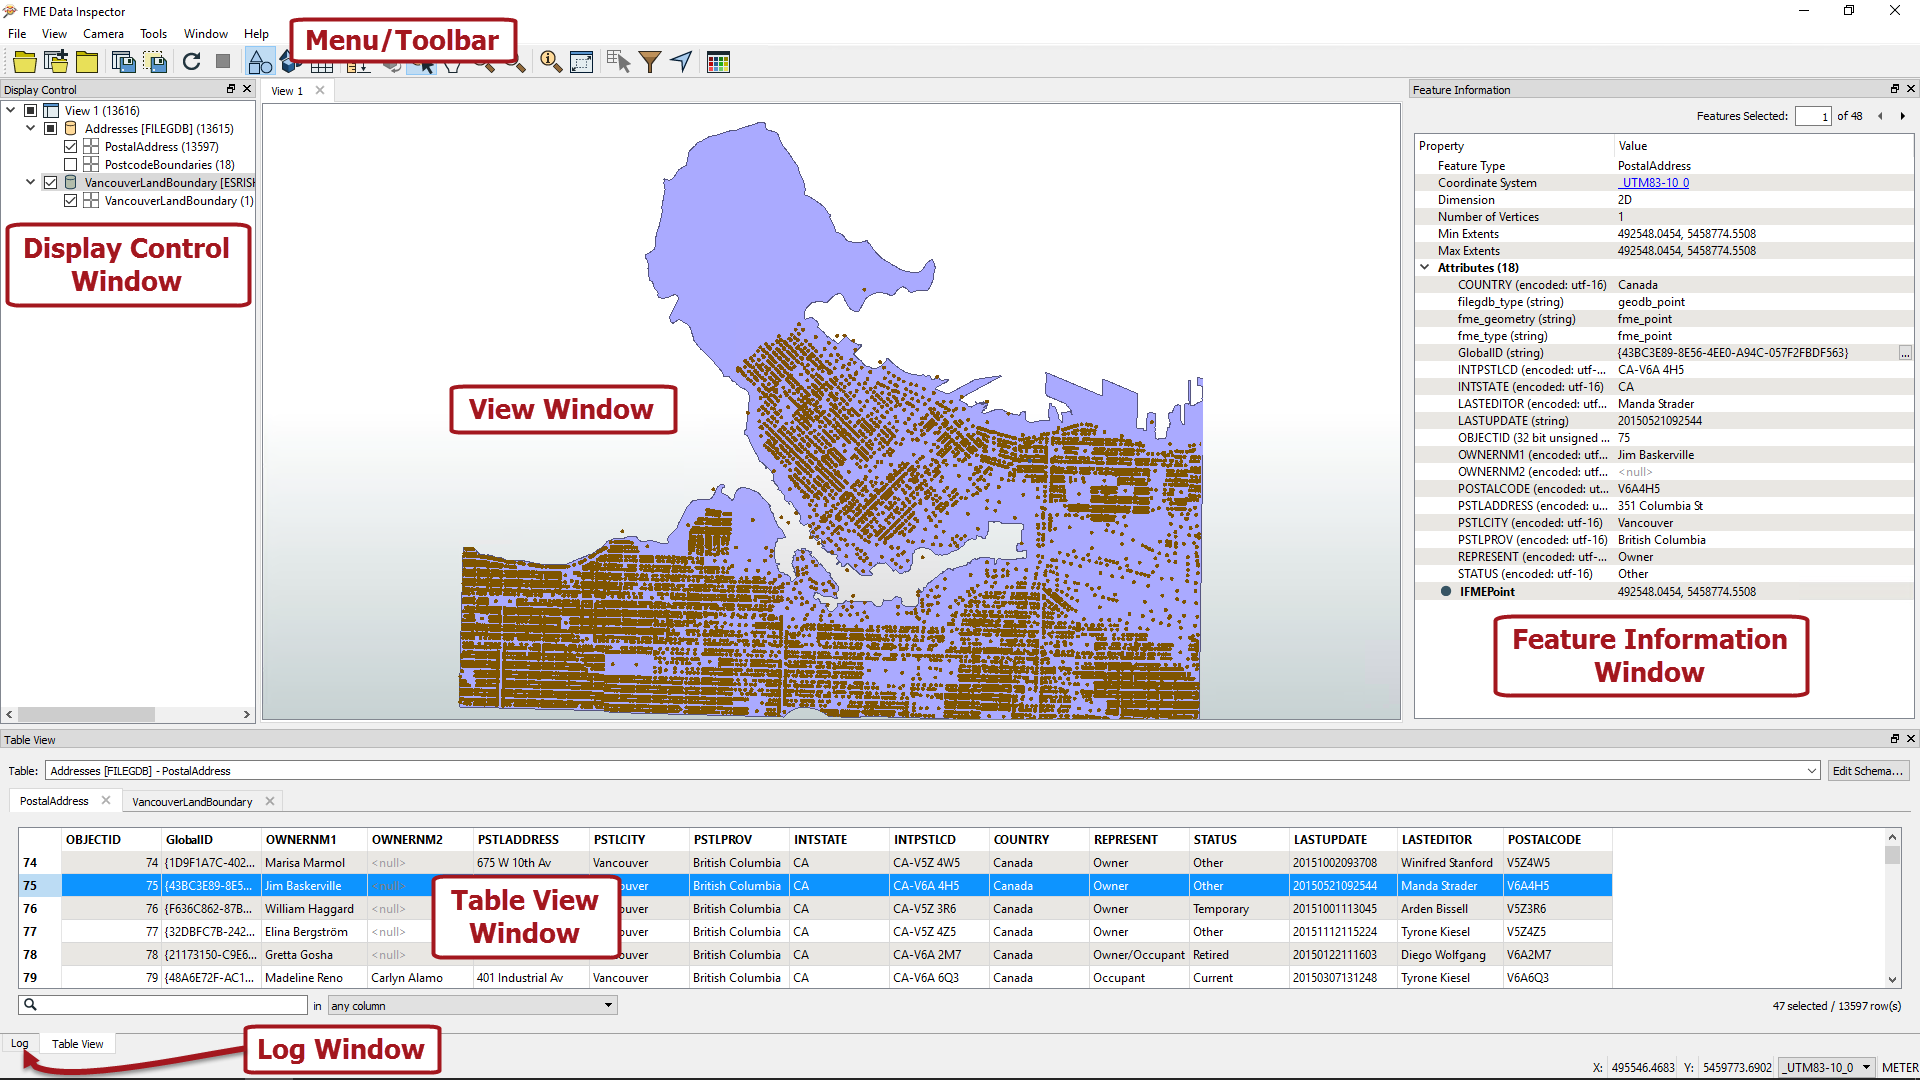 FME Data Inspector
File View Camera Tools Window Help
Menu/Toolbar
Display Control
View 1 (13616)
Addresses [FILEGDB] (13615)
PostalAddress (13597)
PostcodeBoundaries (18)
VancouverLandBoundary [ESRISH
VancouverLandBoundary (1)
Display Control
Window
View 1
View Window
Feature Information
Features Selected: 1 of 48
Property Value
Feature Type PostalAddress
Coordinate System _UTM83-10_0
Dimension 2D
Number of Vertices 1
Min Extents 492548.0454, 5458774.5508
Max Extents 492548.0454, 5458774.5508
Attributes (18)
COUNTRY (encoded: utf-16) Canada
filegdb_type (string) geodb_point
fme_geometry (string) fme_point
fme_type (string) fme_point
GlobalID (string) {43BC3E89-8E56-4EE0-A94C-057F2FBDF563} ...
INTPSTLCD (encoded: utf-16) CA-V6A 4H5
INTSTATE (encoded: utf-16) CA
LASTEDITOR (encoded: utf... Manda Strader
LASTUPDATE (string) 20150521092544
OBJECTID (32 bit unsigned ... 75
OWNERNM1 (encoded: utf... Jim Baskerville
OWNERNM2 (encoded: utf... <null>
POSTALCODE (encoded: ut... V6A4H5
PSTLADDRESS (encoded: u... 351 Columbia St
PSTLCITY (encoded: utf-16) Vancouver
PSTLPROV (encoded: utf-16) British Columbia
REPRESENT (encoded: utf-... Owner
STATUS (encoded: utf-16) Other
IFMEPoint 492548.0454, 5458774.5508
Feature Information
Window
Table View
Table: Addresses [FILEGDB] - PostalAddress Edit Schema...
PostalAddress VancouverLandBoundary
OBJECTID GlobalID OWNERNM1 OWNERNM2 PSTLADDRESS PSTLCITY PSTLPROV INTSTATE INTPSTLCD COUNTRY REPRESENT STATUS LASTUPDATE LASTEDITOR POSTALCODE
74 74 {1D9F1A7C-402... Marisa Marmol <null> 675 W 10th Av Vancouver British Columbia CA CA-V5Z 4W5 Canada Owner Other 20151002093708 Winifred Stanford V5Z4W5
75 75 {43BC3E89-8E5... Jim Baskerville <null> ouver British Columbia CA CA-V6A 4H5 Canada Owner Other 20150521092544 Manda Strader V6A4H5
76 76 {F636C862-87B... William Haggard <null> ouver British Columbia CA CA-V5Z 3R6 Canada Owner Temporary 20151001113045 Arden Bissell V5Z3R6
77 77 {32DBFC7B-242... Elina Bergström <null> ouver British Columbia CA CA-V5Z 4Z5 Canada Owner Other 20151112115224 Tyrone Kiesel V5Z4Z5
78 78 {21173150-C9E6... Gretta Gosha <null> ouver British Columbia CA CA-V6A 2M7 Canada Owner/Occupant Retired 20150122111603 Diego Wolfgang V6A2M7
79 79 {48A6E72F-AC1... Madeline Reno Carlyn Alamo 401 Industrial Av Vancouver British Columbia CA CA-V6A 6Q3 Canada Occupant Current 20150307131248 Tyrone Kiesel V6A6Q3
Table View
Window
in any column 47 selected / 13597 row(s)
Log Table View
Log Window
X: 495546.4683 Y: 5459773.6902 _UTM83-10_0 METER